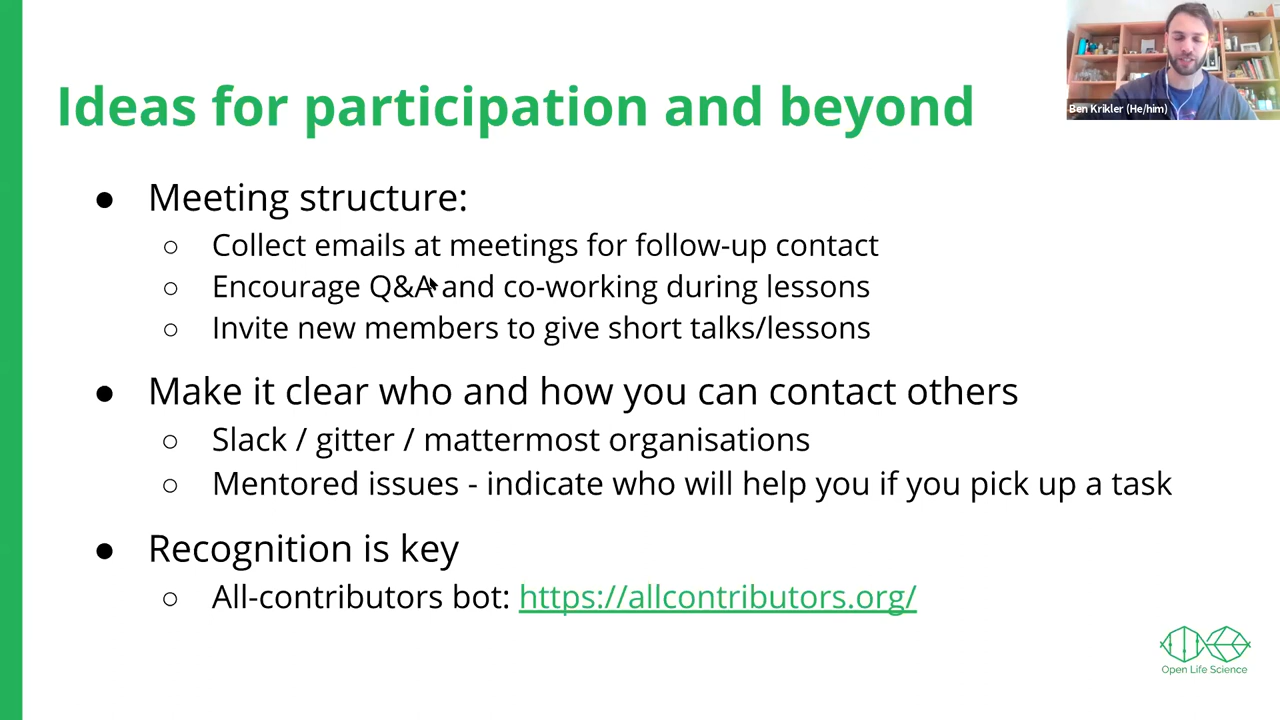 Ideas for participation and beyond
Ben Krikler (He/him)
● Meeting structure:
○ Collect emails at meetings for follow-up contact
○ Encourage Q&A and co-working during lessons
○ Invite new members to give short talks/lessons
● Make it clear who and how you can contact others
○ Slack / gitter / mattermost organisations
○ Mentored issues - indicate who will help you if you pick up a task
● Recognition is key
○ All-contributors bot: https://allcontributors.org/
Open Life Science